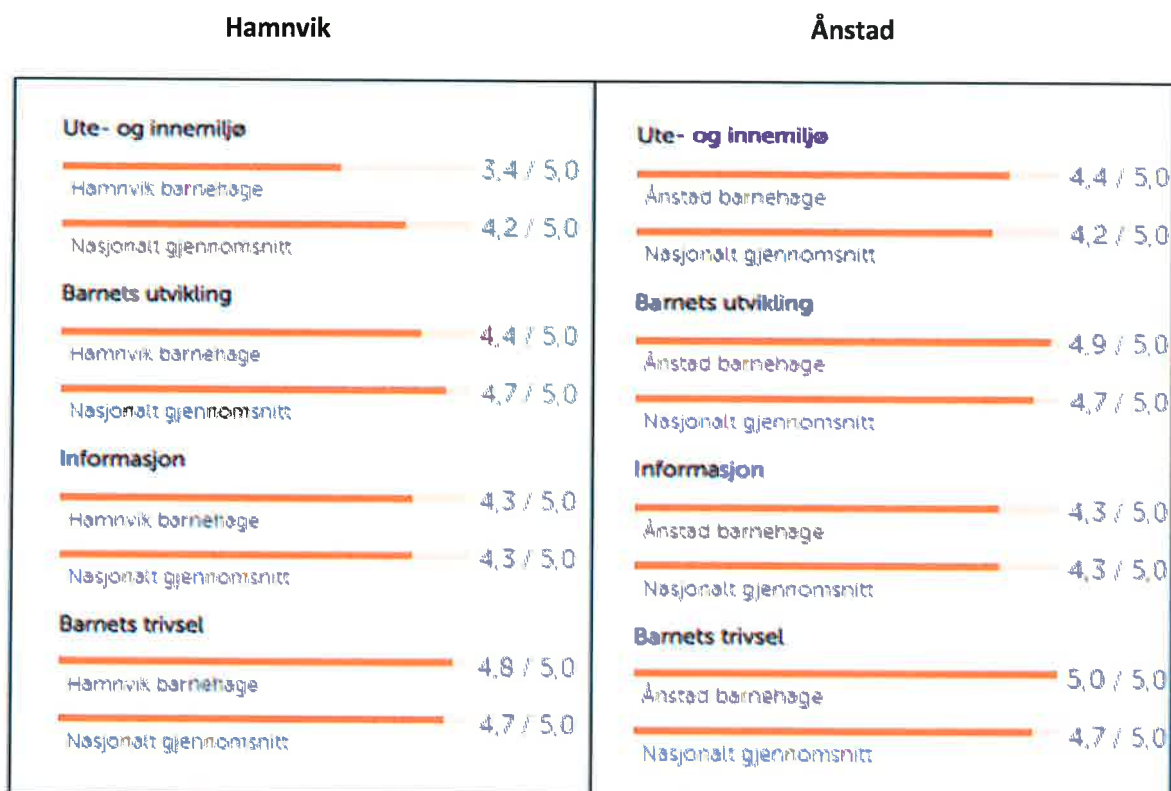 Hamnvik
Ånstad
Ute- og innemiljø
3,4 / 5,0
Hamnvik barnehage
4,2 / 5,0
Nasjonalt gjennomsnitt
Barnets utvikling
4,4 / 5,0
Hamnvik barnehage
4,7 / 5,0
Nasjonalt gjennomsnitt
Informasjon
4,3 / 5,0
Hamnvik barnehage
4,3 / 5,0
Nasjonalt gjennomsnitt
Barnets trivsel
4,8 / 5,0
Hamnvik barnehage
4,7 / 5,0
Nasjonalt gjennomsnitt
Ute- og innemiljø
4,4 / 5,0
Ånstad barnehage
4,2 / 5,0
Nasjonalt gjennomsnitt
Barnets utvikling
4,9 / 5,0
Ånstad barnehage
4,7 / 5,0
Nasjonalt gjennomsnitt
Informasjon
4,3 / 5,0
Ånstad barnehage
4,3 / 5,0
Nasjonalt gjennomsnitt
Barnets trivsel
5,0 / 5,0
Ånstad barnehage
4,7 / 5,0
Nasjonalt gjennomsnitt